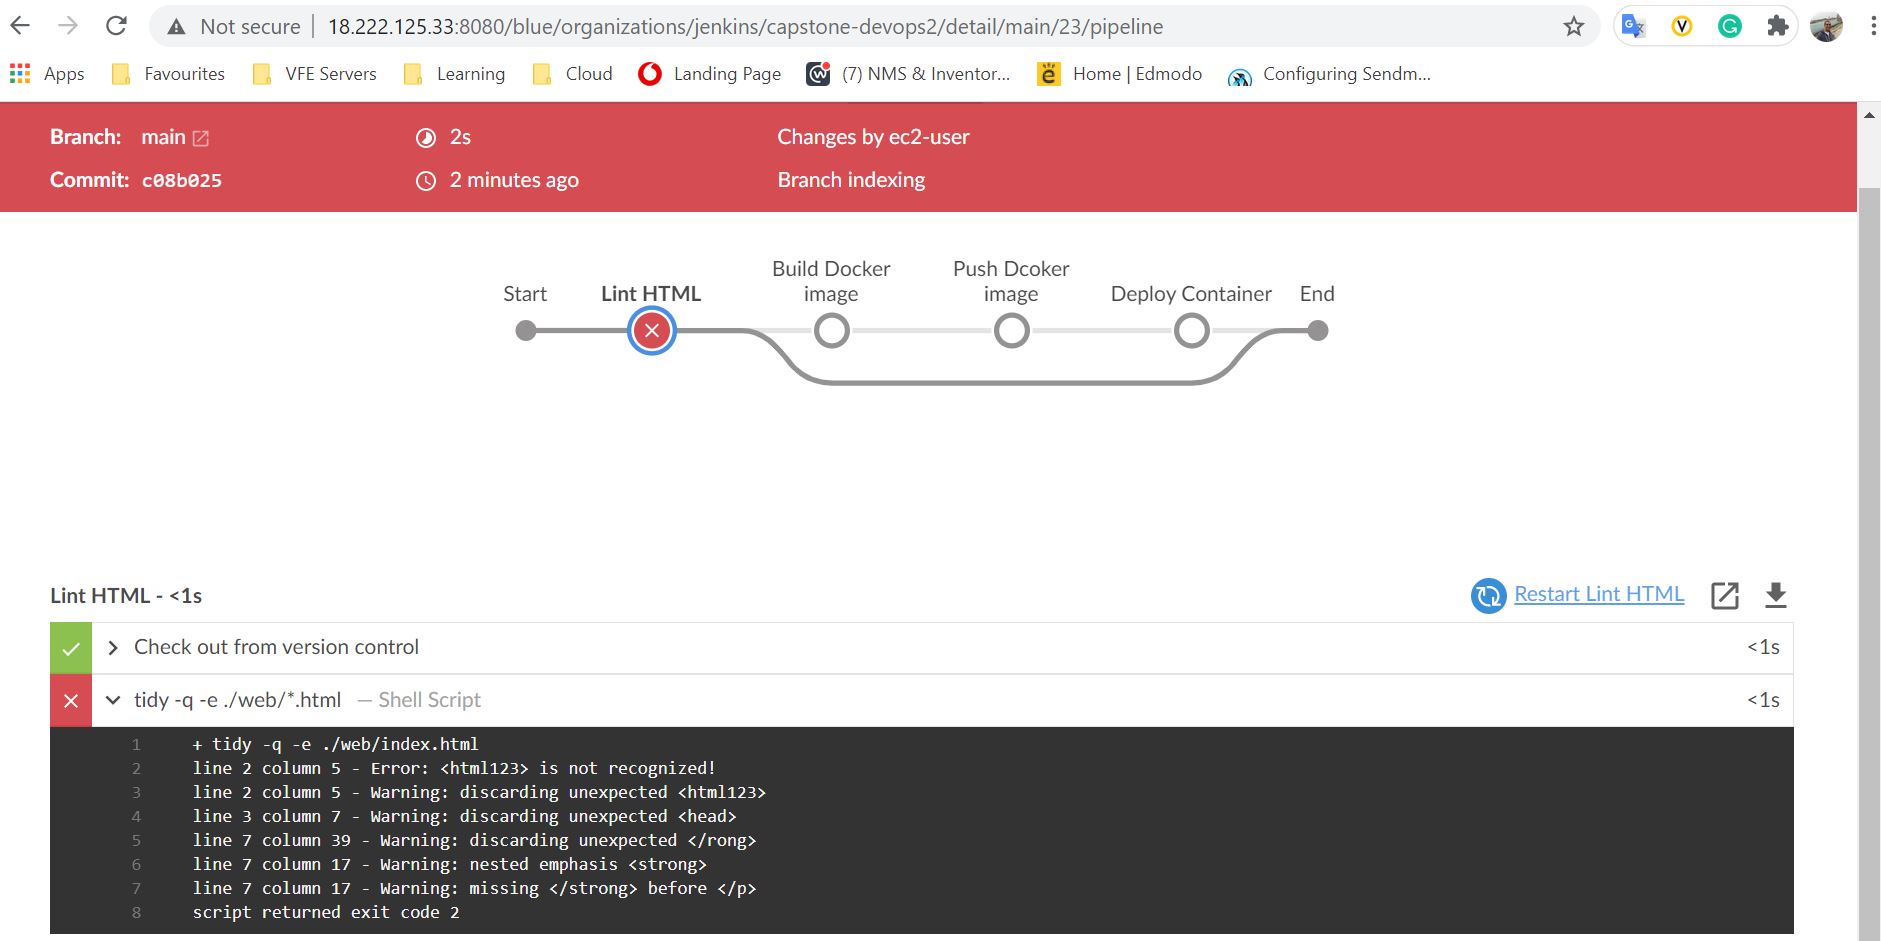 Not secure | 18.222.125.33:8080/blue/organizations/jenkins/capstone-devops2/detail/main/23/pipeline
Apps Favourites VFE Servers Learning Cloud Landing Page (7) NMS & Inventor... Home | Edmodo Configuring Sendm...
Branch: main 2s Changes by ec2-user
Commit: c08b025 2 minutes ago Branch indexing
Start Lint HTML Build Docker image Push Dcoker image Deploy Container End
Lint HTML - <1s Restart Lint HTML
Check out from version control <1s
tidy -q -e ./web/*.html — Shell Script <1s
1 + tidy -q -e ./web/index.html
2 line 2 column 5 - Error: <html123> is not recognized!
3 line 2 column 5 - Warning: discarding unexpected <html123>
4 line 3 column 7 - Warning: discarding unexpected <head>
5 line 7 column 39 - Warning: discarding unexpected </rong>
6 line 7 column 17 - Warning: nested emphasis <strong>
7 line 7 column 17 - Warning: missing </strong> before </p>
8 script returned exit code 2